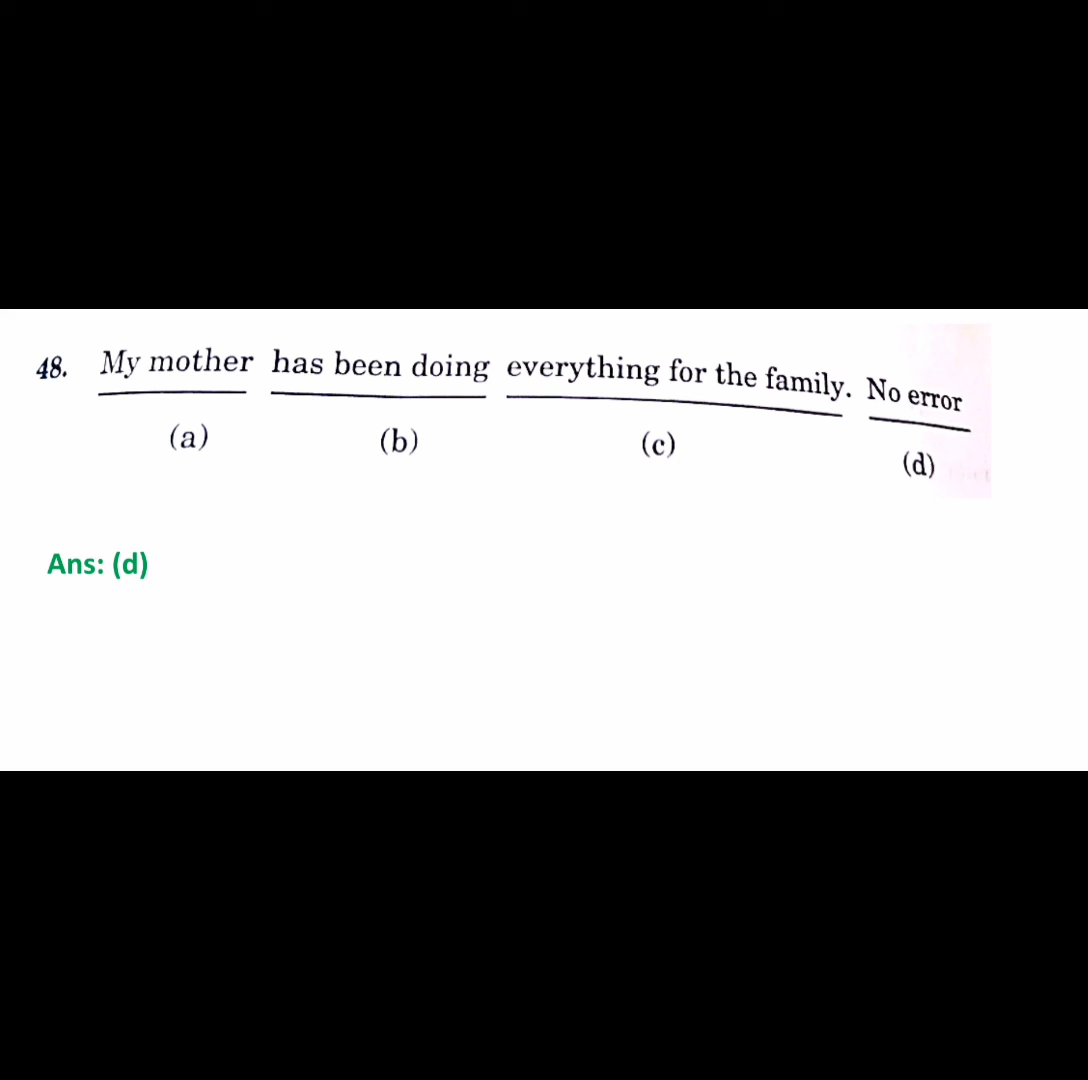 48. My mother has been doing everything for the family. No error
(a) (b) (c) (d)
Ans: (d)